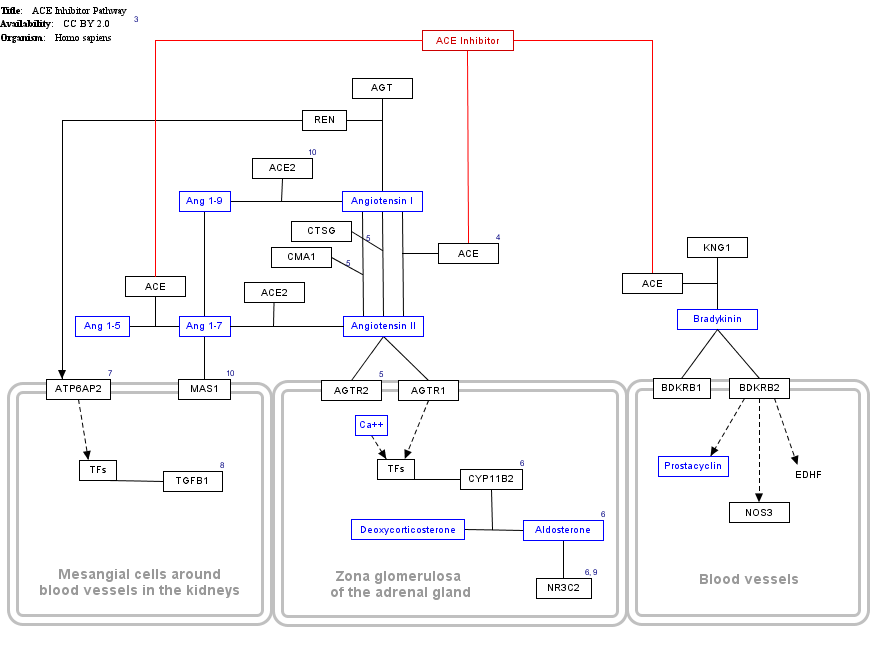 Title: ACE Inhibitor Pathway
3
Availability: CC BY 2.0
Organism: Homo sapiens
ACE Inhibitor
AGT
REN
10
ACE2
Ang 1-9
Angiotensin I
CTSG
5
4
ACE
CMA1
5
KNG1
ACE
ACE2
ACE
Ang 1-5
Ang 1-7
Angiotensin II
Bradykinin
7
10
5
ATP6AP2
MAS1
AGTR2
AGTR1
BDKRB1
BDKRB2
Ca++
TFs
8
TGFB1
TFs
6
CYP11B2
Prostacyclin
EDHF
NOS3
6
Deoxycorticosterone
Aldosterone
6, 9
NR3C2
Mesangial cells around
blood vessels in the kidneys
Zona glomerulosa
of the adrenal gland
Blood vessels